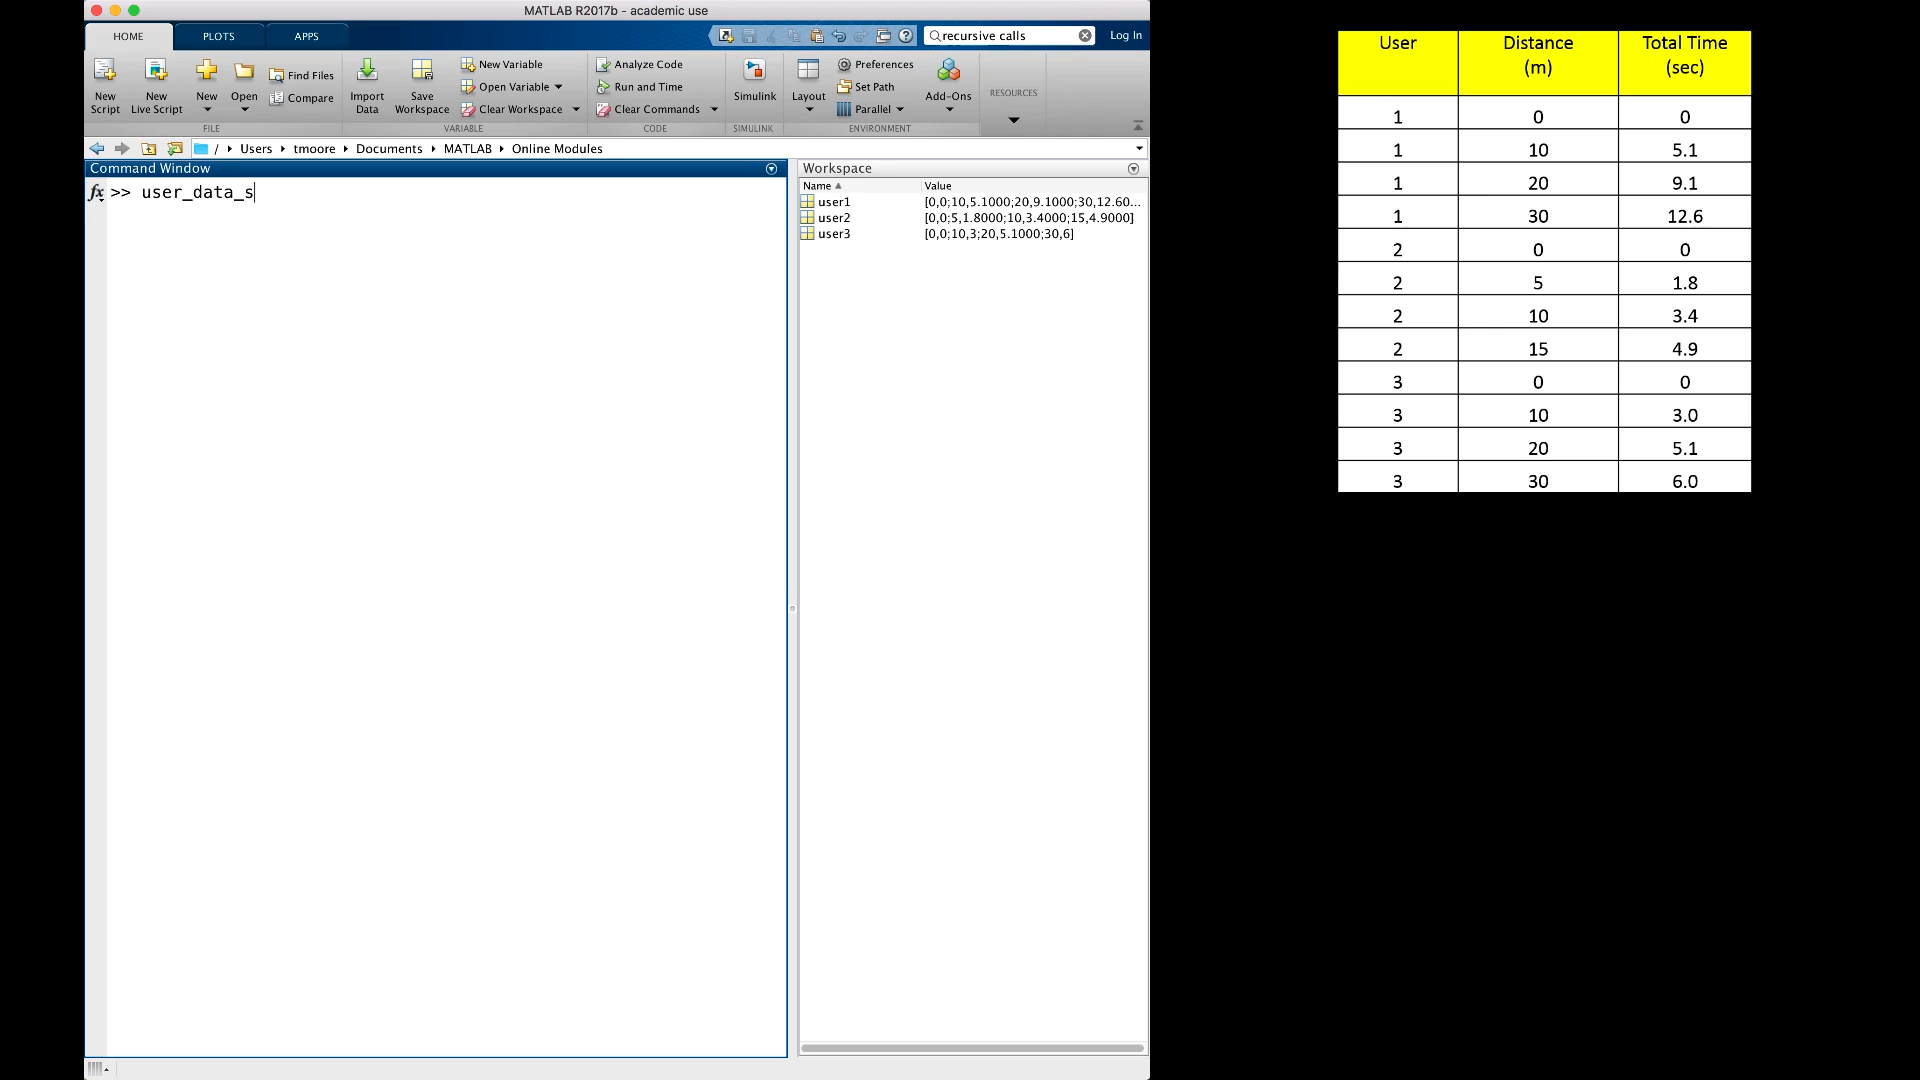 MATLAB R2017b - academic use
HOME PLOTS APPS
recursive calls
Log In
New Script
New Live Script
New
Open
Find Files
Compare
FILE
Import Data
Save Workspace
New Variable
Open Variable
Clear Workspace
VARIABLE
Analyze Code
Run and Time
Clear Commands
CODE
Simulink
SIMULINK
Layout
Preferences
Set Path
Parallel
Add-Ons
ENVIRONMENT
RESOURCES
/ Users tmoore Documents MATLAB Online Modules
Command Window
fx >> user_data_s
Workspace
Name Value
user1 [0,0;10,5.1000;20,9.1000;30,12.60...
user2 [0,0;5,1.8000;10,3.4000;15,4.9000]
user3 [0,0;10,3;20,5.1000;30,6]
User Distance (m) Total Time (sec)
1 0 0
1 10 5.1
1 20 9.1
1 30 12.6
2 0 0
2 5 1.8
2 10 3.4
2 15 4.9
3 0 0
3 10 3.0
3 20 5.1
3 30 6.0